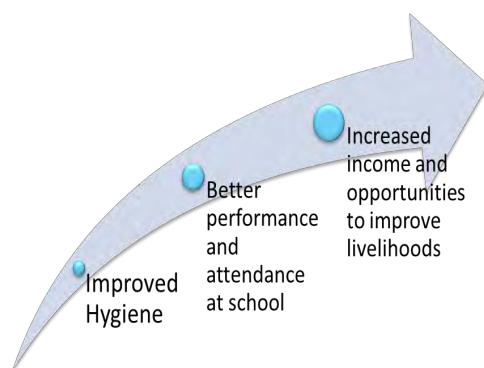 Improved
Hygiene
Better
performance
and
attendance
at school
Increased
income and
opportunities
to improve
livelihoods